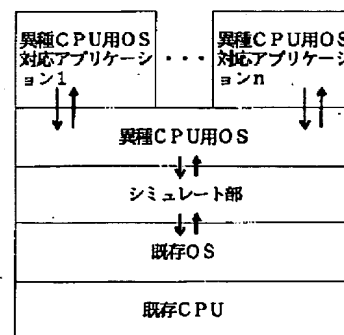 異種CPU用OS
対応アプリケーシ
ョン1
・・・
異種CPU用OS
対応アプリケーシ
ョンn
異種CPU用OS
シミュレート部
既存OS
既存CPU